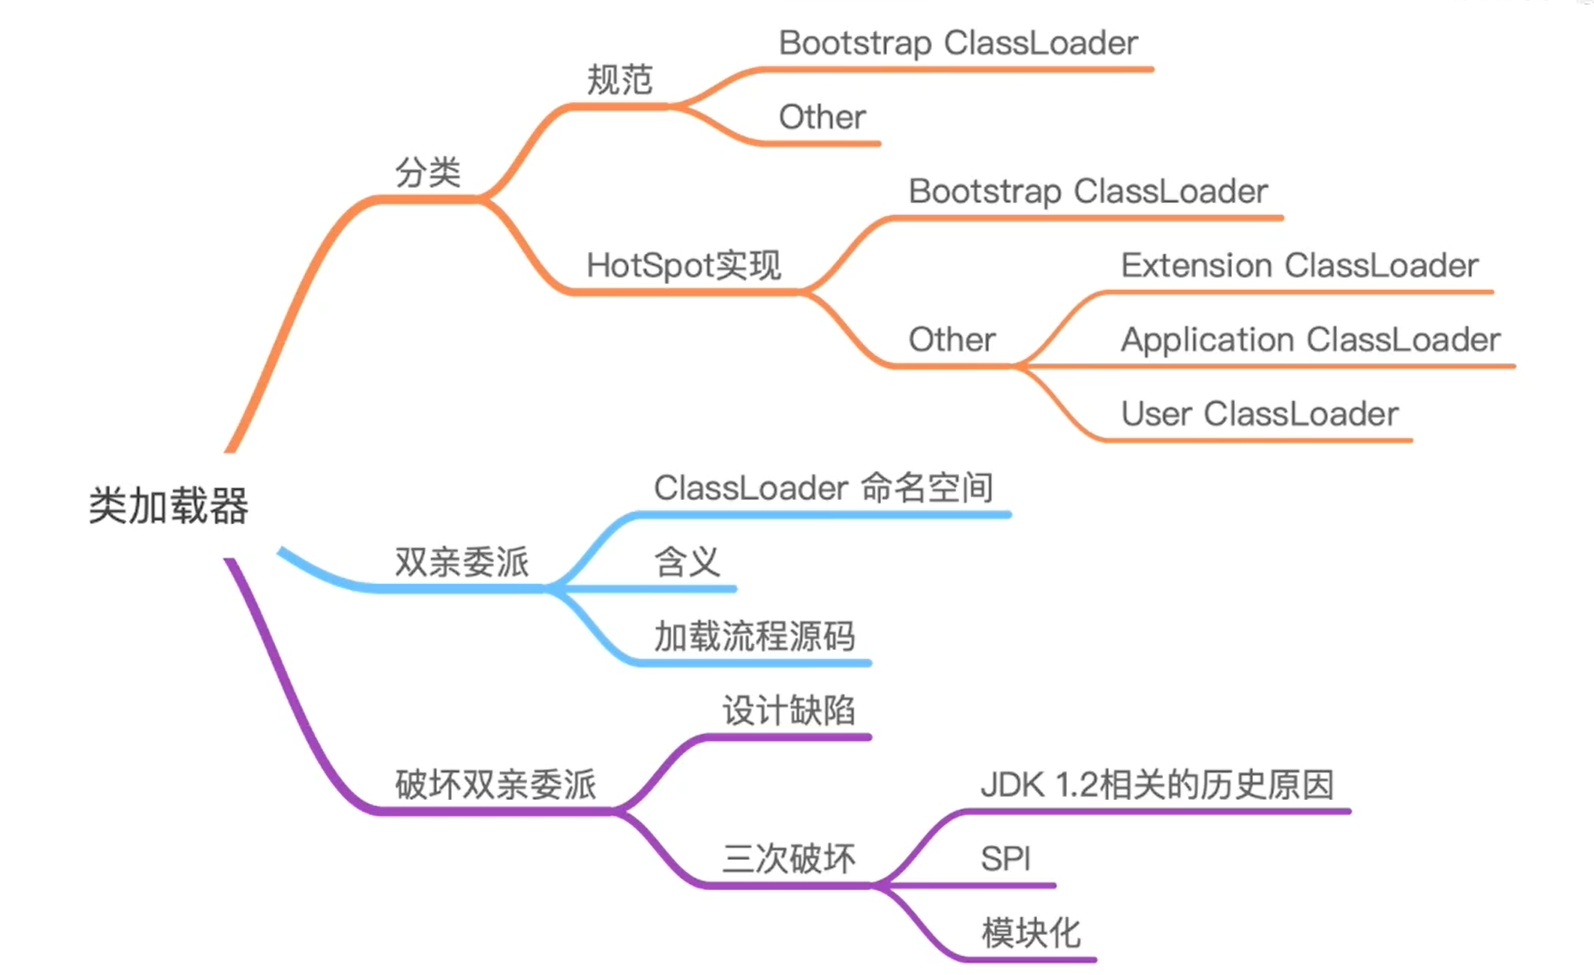 Bootstrap ClassLoader
规范
Other
分类
Bootstrap ClassLoader
HotSpot实现
Extension ClassLoader
Other
Application ClassLoader
User ClassLoader
类加载器
ClassLoader 命名空间
双亲委派
含义
加载流程源码
设计缺陷
破坏双亲委派
JDK 1.2相关的历史原因
三次破坏
SPI
模块化